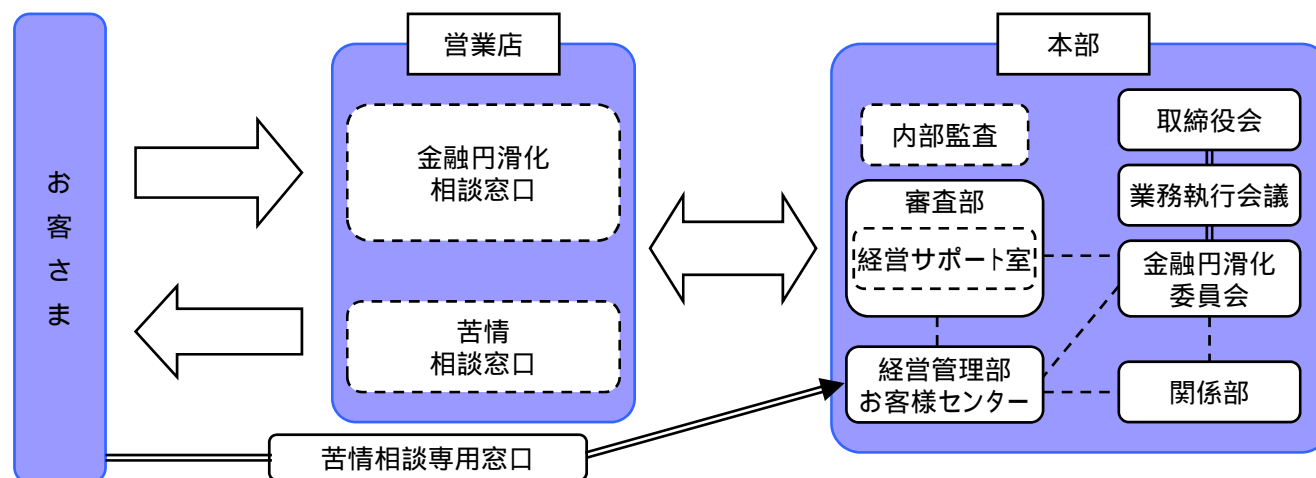 お客さま
営業店
金融円滑化
相談窓口
苦情
相談窓口
苦情相談専用窓口
本部
内部監査
審査部
経営サポート室
経営管理部
お客様センター
取締役会
業務執行会議
金融円滑化
委員会
関係部